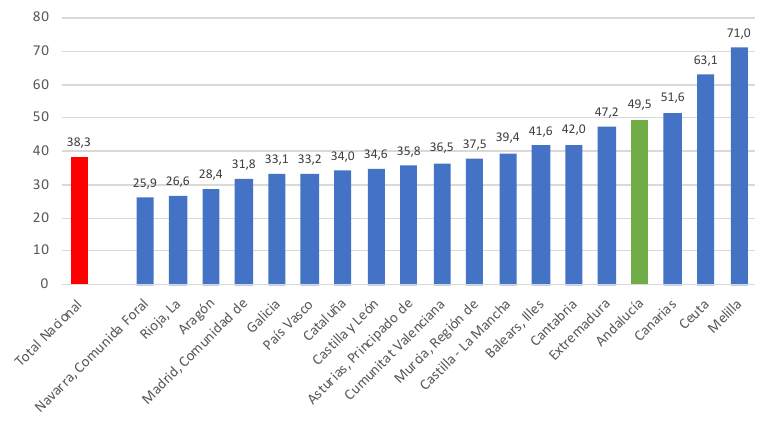 80
70
60
50
40
30
20
10
0
38,3
25,9
26,6
28,4
31,8
33,1
33,2
34,0
34,6
35,8
36,5
37,5
39,4
41,6
42,0
47,2
49,5
51,6
63,1
71,0
Total Nacional
Navarra, Comunida Foral
Rioja, La
Aragón
Madrid, Comunidad de
Galicia
País Vasco
Cataluña
Castilla y León
Asturias, Principado de
Cumunitat Valenciana
Murcia, Región de
Castilla - La Mancha
Balears, Illes
Cantabria
Extremadura
Andalucía
Canarias
Ceuta
Melilla